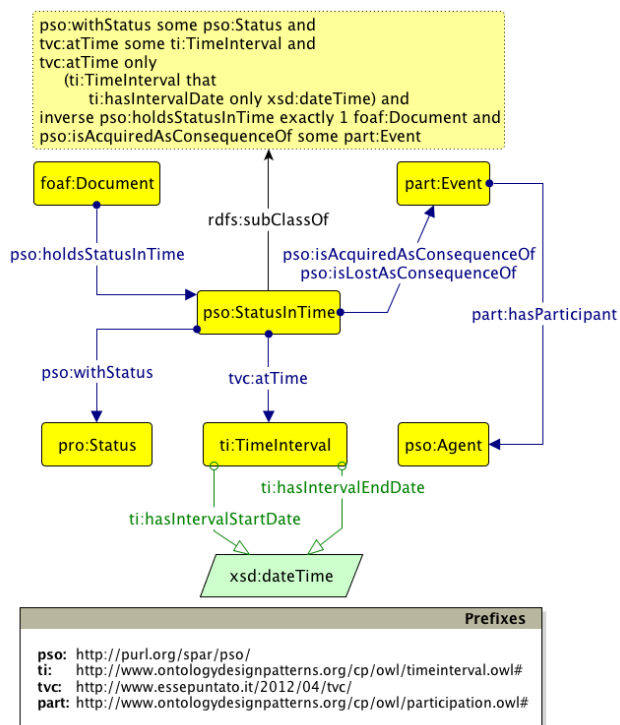 pso:withStatus some pso:Status and
tvc:atTime some ti:TimeInterval and
tvc:atTime only
(ti:TimeInterval that
ti:hasIntervalDate only xsd:dateTime) and
inverse pso:holdsStatusInTime exactly 1 foaf:Document and
pso:isAcquiredAsConsequenceOf some part:Event
foaf:Document
part:Event
rdfs:subClassOf
pso:holdsStatusInTime
pso:isAcquiredAsConsequenceOf
pso:isLostAsConsequenceOf
pso:StatusInTime
part:hasParticipant
pso:withStatus
tvc:atTime
pro:Status
ti:TimeInterval
pso:Agent
ti:hasIntervalEndDate
ti:hasIntervalStartDate
xsd:dateTime
Prefixes
pso: http://purl.org/spar/pso/
ti: http://www.ontologydesignpatterns.org/cp/owl/timeinterval.owl#
tvc: http://www.essepuntato.it/2012/04/tvc/
part: http://www.ontologydesignpatterns.org/cp/owl/participation.owl#